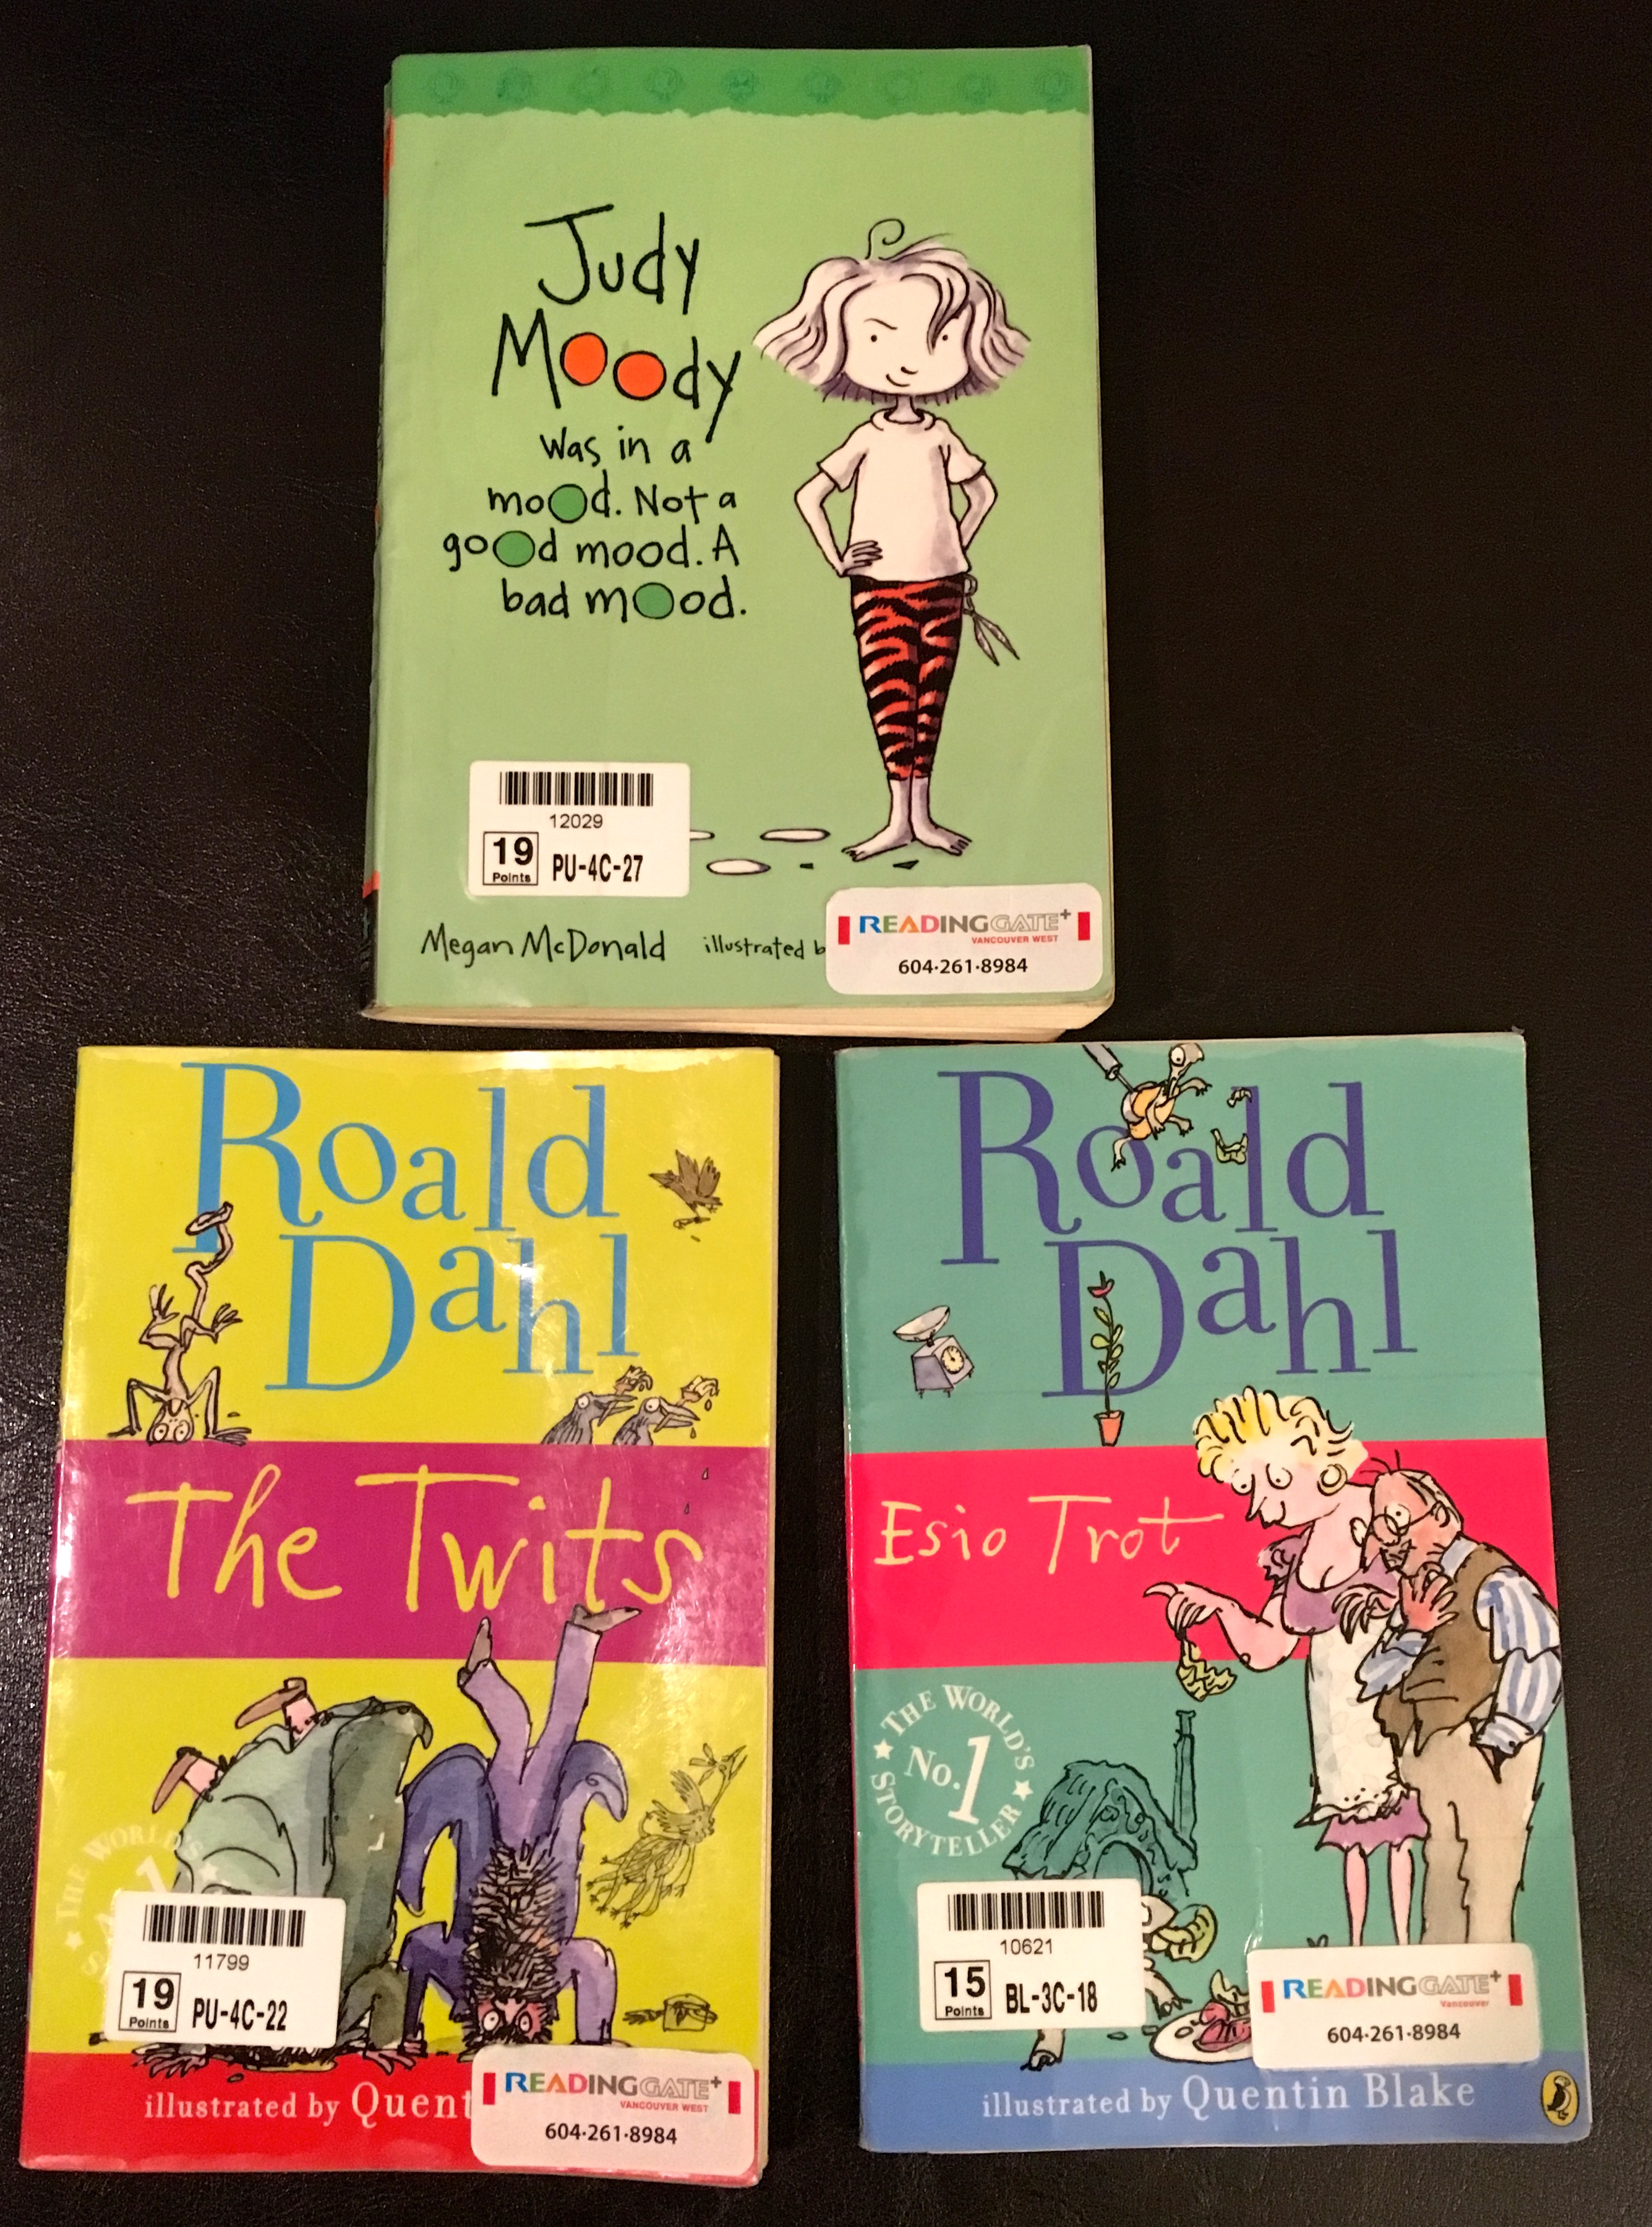 Judy
Moody
was in a
mood. Not a
good mood. A
bad mood.
12029
19
Points
PU-4C-27
Megan McDonald illustrated
READINGGATE+
VANCOUVER WEST
604·261·8984
Roald
Dahl
The Twits
THE WORLD'S
1
11799
19
Points
PU-4C-22
illustrated by
READINGGATE+
VANCOUVER WEST
604·261·8984
Roald
Dahl
Esio Trot
THE WORLD'S
No.1
STORYTELLER
10621
15
Points
BL-3C-18
READINGGATE+
Vancouver
604·261·8984
illustrated by Quentin Blake